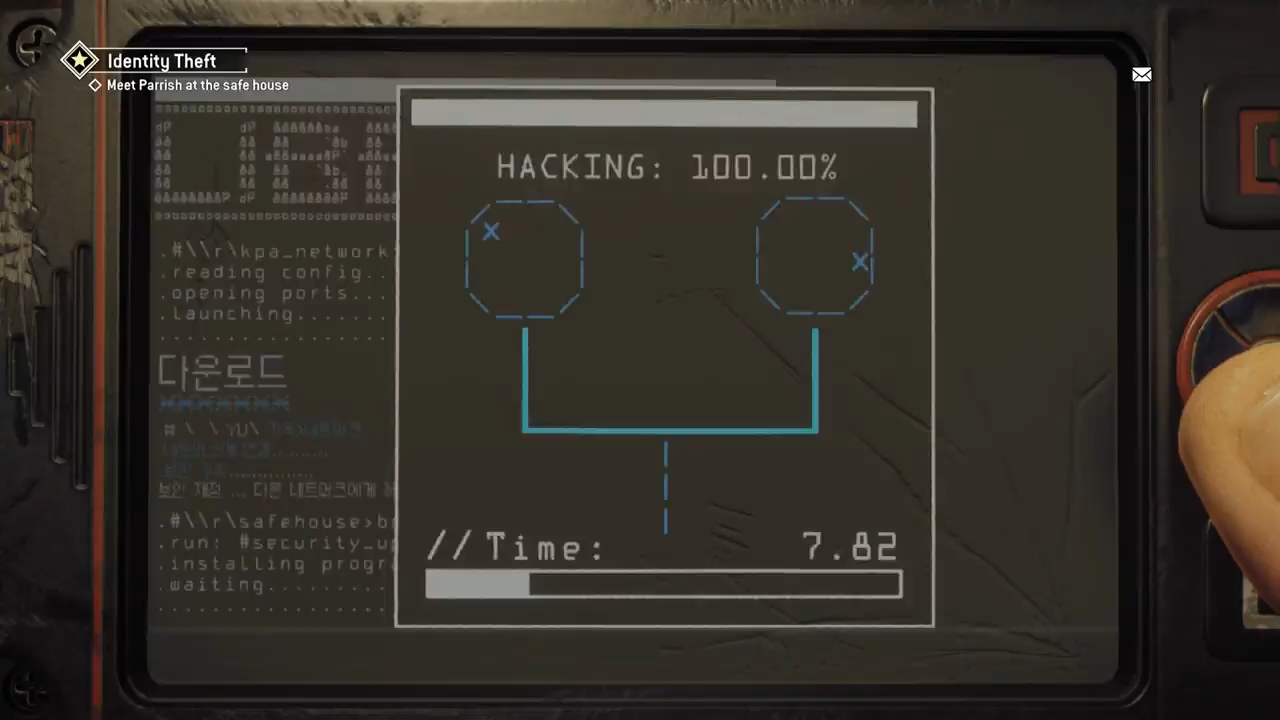 Identity Theft
Meet Parrish at the safe house
HACKING: 100.00%
.#\\r\kpa_network
.reading config...
.opening ports....
.launching.......
다운로드
.#\\r\safehouse>b
.run: #security_up
.installing progr
.waiting.........
//Time: 7.82